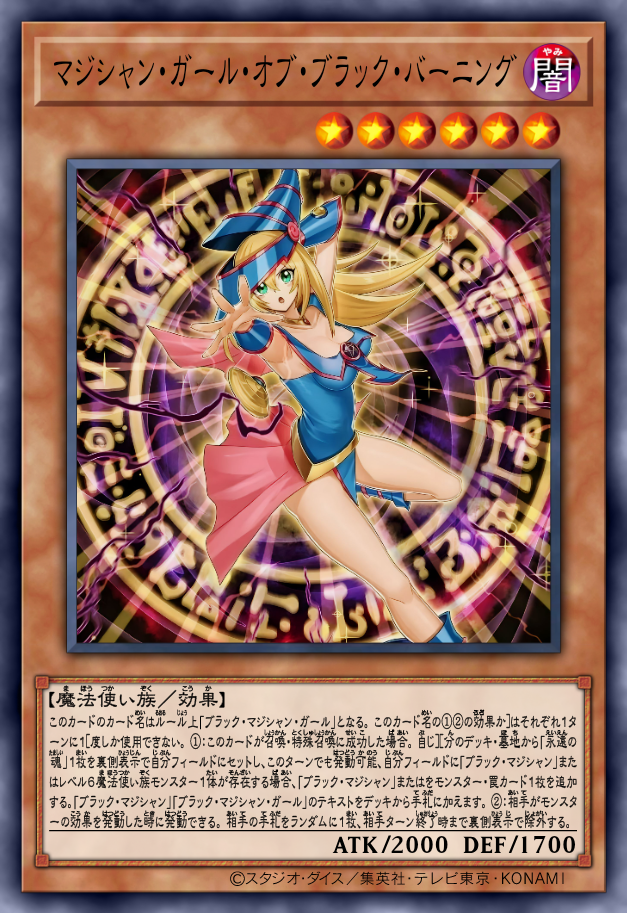 マジシャン・ガール・オブ・ブラック・バーニング
闇
【魔法使い族／効果】
このカードのカード名はルール上「ブラック・マジシャン・ガール」となる。このカード名の①②の効果か]はそれぞれ1タ
ーンに1[度しか使用できない。①:このカードが召喚・特殊召喚に成功した場合。自じ][分のデッキ・墓地から「永遠の
魂」1枚を裏側表示で自分フィールドにセットし、このターンでも発動可能、自分フィールドに「ブラック・マジシャン」また
はレベル6魔法使い族モンスター1体が存在する場合、「ブラック・マジシャン」またはをモンスター・罠カード1枚を追加
する。「ブラック・マジシャン」「ブラック・マジシャン・ガール」のテキストをデッキから手札に加えます。②:相手がモンスタ
ーの効果を発動した時に発動できる。相手の手札をランダムに1枚、相手ターン終了時まで裏側表示で除外する。
ATK/2000 DEF/1700
©スタジオ・ダイス／集英社・テレビ東京・KONAMI